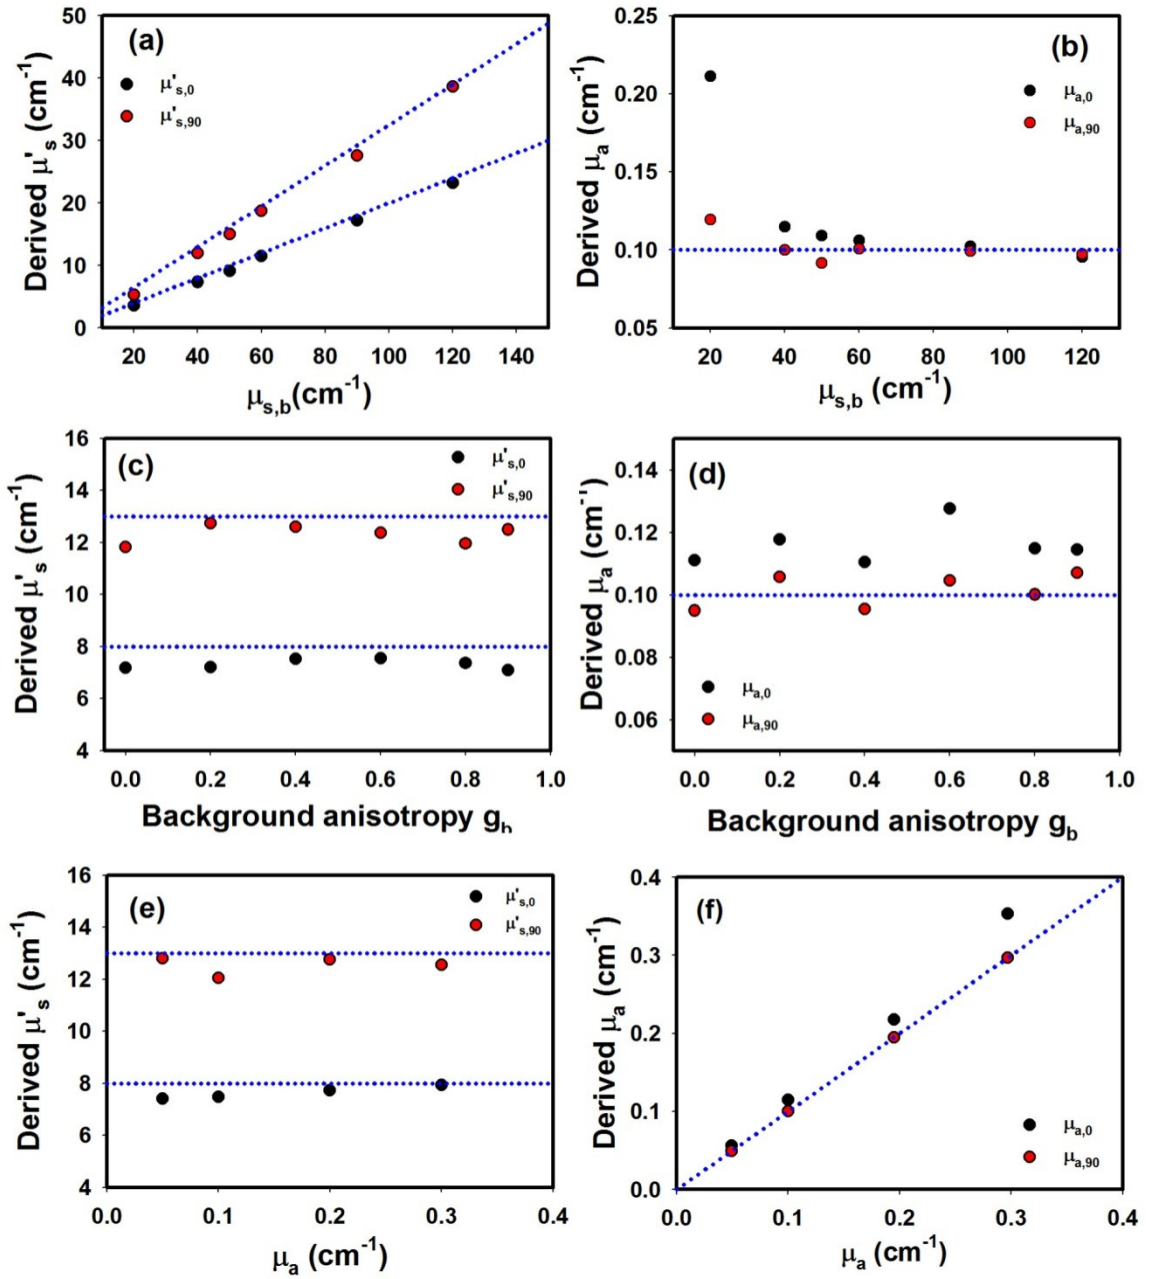 (a)
μ's,0
μ's,90
Derived μ's (cm-1)
50
40
30
20
10
0
20 40 60 80 100 120 140
μs,b(cm-1)
(b)
μa,0
μa,90
Derived μa (cm-1)
0.25
0.20
0.15
0.10
0.05
20 40 60 80 100 120
μs,b (cm-1)
(c)
μ's,0
μ's,90
Derived μ's (cm-1)
16
14
12
10
8
6
4
0.0 0.2 0.4 0.6 0.8 1.0
Background anisotropy gb
(d)
μa,0
μa,90
Derived μa (cm-1)
0.14
0.12
0.10
0.08
0.06
0.0 0.2 0.4 0.6 0.8 1.0
Background anisotropy gb
(e)
μ's,0
μ's,90
Derived μ's (cm-1)
16
14
12
10
8
6
4
0.0 0.1 0.2 0.3 0.4
μa (cm-1)
(f)
μa,0
μa,90
Derived μa (cm-1)
0.4
0.3
0.2
0.1
0.0
0.0 0.1 0.2 0.3 0.4
μa (cm-1)